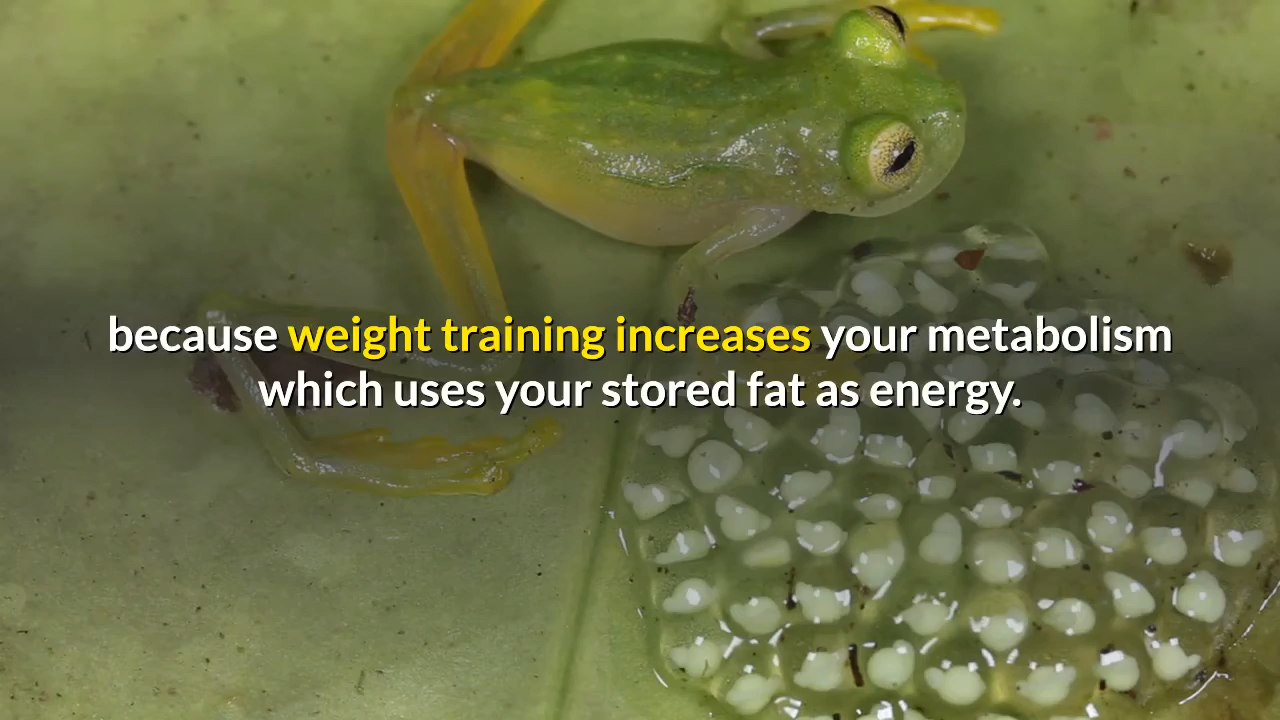 because weight training increases your metabolism
which uses your stored fat as energy.